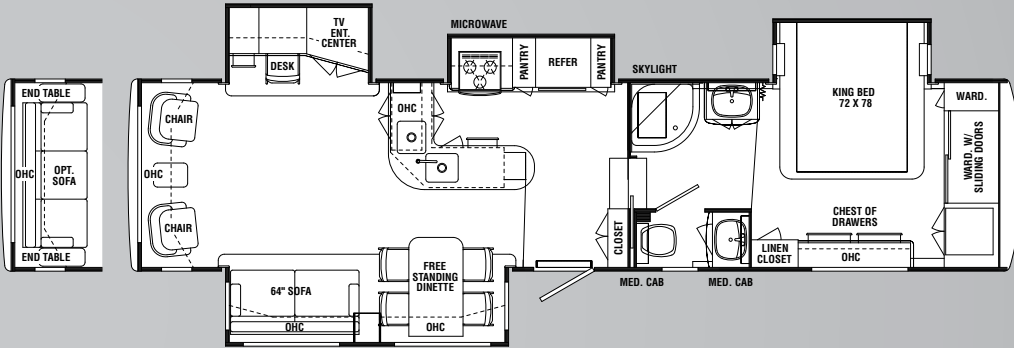 END TABLE
OHC
OPT.
SOFA
END TABLE
CHAIR
OHC
CHAIR
TV
ENT.
CENTER
DESK
64" SOFA
OHC
OHC
FREE
STANDING
DINETTE
OHC
MICROWAVE
PANTRY
REFER
PANTRY
SKYLIGHT
CLOSET
MED. CAB
MED. CAB
LINEN
CLOSET
KING BED
72 X 78
CHEST OF
DRAWERS
OHC
WARD.
WARD. W/
SLIDING DOORS